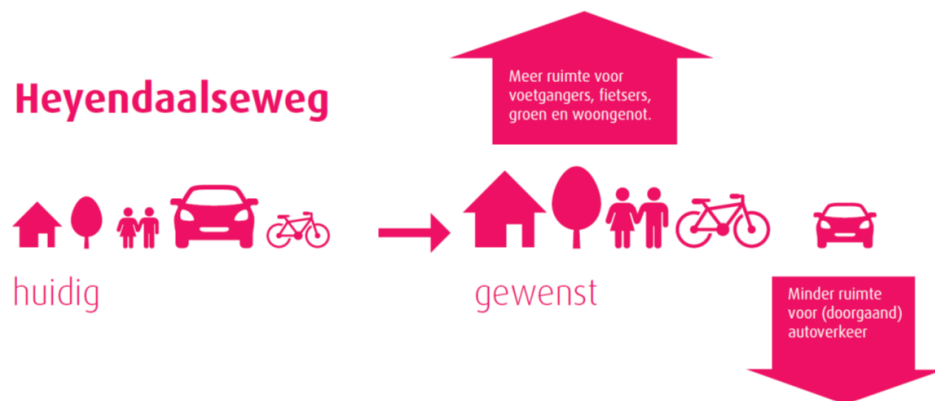 Heyendaalseweg
Meer ruimte voor
voetgangers, fietsers,
groen en woongenot.
huidig
gewenst
Minder ruimte
voor (doorgaand)
autoverkeer